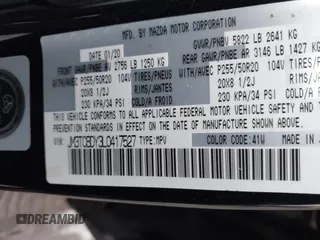 MFD. BY MAZDA MOTOR CORPORATION
DATE: 01/20
GVWR/PNBV 5822 LB 2641 KG
FRONT GAWR/PNBE AV 2756 LB 1250 KG
REAR GAWR/PNBE AR 3146 LB 1427 KG
WITH/AVEC P255/50R20 104V TIRES/PNEUS
WITH/AVEC P255/50R20 104V TIRES/PNEUS
20X8 1/2J RIMS/JANTES
20X8 1/2J RIMS/JANTES
230 KPA/34 PSI COLD/A FROID
230 KPA/34 PSI COLD/A FROID
THIS VEHICLE CONFORMS TO ALL APPLICABLE FEDERAL MOTOR VEHICLE
SAFETY STANDARDS IN EFFECT ON THE DATE OF MANUFACTURE SHOWN ABOVE.
JM3TCBDY3L0417527
TYPE:MPV
COLOR CODE:41W
DREAMBID